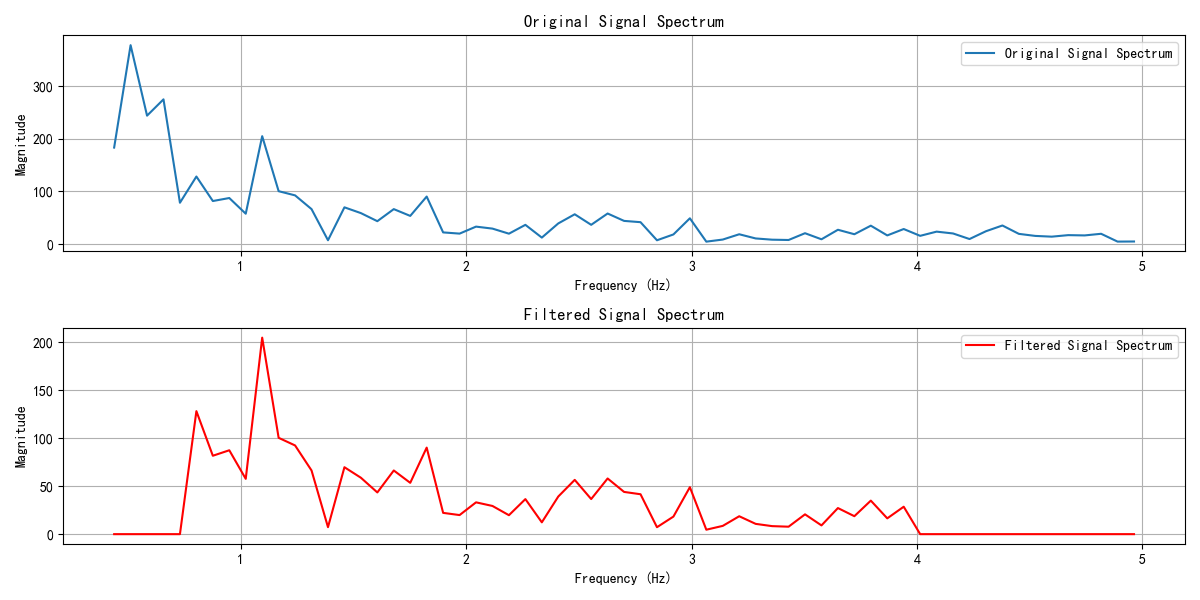 Original Signal Spectrum
Original Signal Spectrum
Magnitude
300
200
100
0
1
2
3
4
5
Frequency (Hz)
Filtered Signal Spectrum
Filtered Signal Spectrum
Magnitude
200
150
100
50
0
1
2
3
4
5
Frequency (Hz)